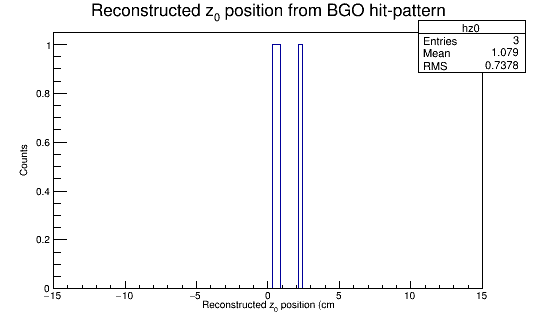 Reconstructed z0 position from BGO hit-pattern
hz0
Entries 3
Mean 1.079
RMS 0.7378
Counts
1
0.8
0.6
0.4
0.2
0
−15 −10 −5 0 5 10 15
Reconstructed z0 position (cm